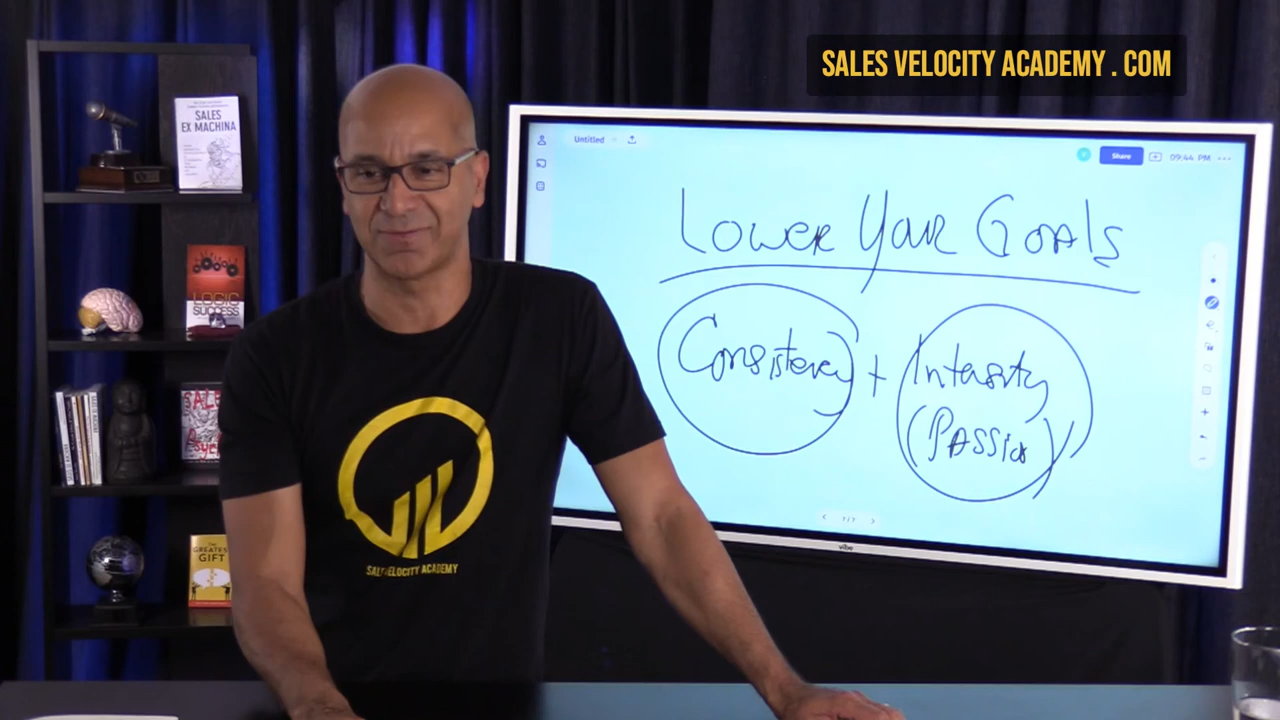 SALES VELOCITY ACADEMY . COM
SALES
EX MACHINA
LOGIC
SUCCESS
THE
GREATEST
GIFT
SALES VELOCITY ACADEMY
Untitled
Share
09:44 PM
Lower Your Goals
Consistency + Intensity
(Passion)
vibe